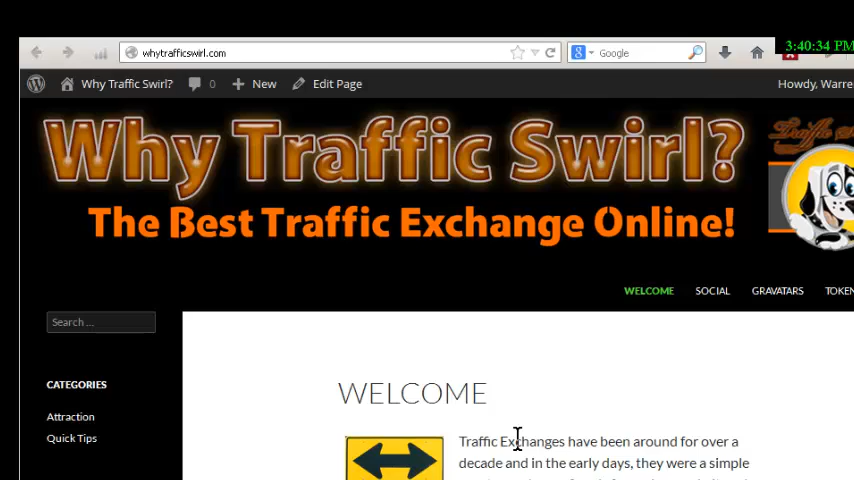 3:40:34 PM
whytrafficswirl.com
Google
Why Traffic Swirl? 0 New Edit Page Howdy, Warre
Why Traffic Swirl?
The Best Traffic Exchange Online!
WELCOME SOCIAL GRAVATARS TOKEN
Search ...
CATEGORIES
Attraction
Quick Tips
WELCOME
Traffic Exchanges have been around for over a
decade and in the early days, they were a simple